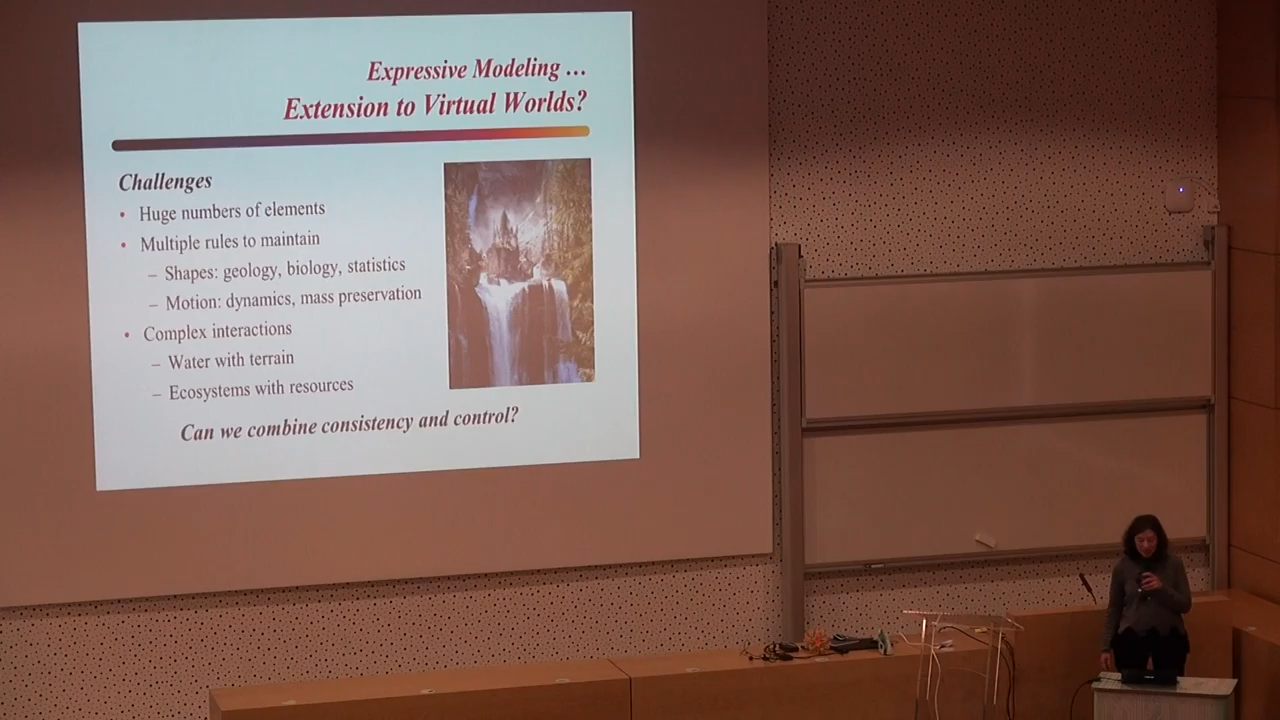 Expressive Modeling ...
Extension to Virtual Worlds?
Challenges
• Huge numbers of elements
• Multiple rules to maintain
– Shapes: geology, biology, statistics
– Motion: dynamics, mass preservation
• Complex interactions
– Water with terrain
– Ecosystems with resources
Can we combine consistency and control?